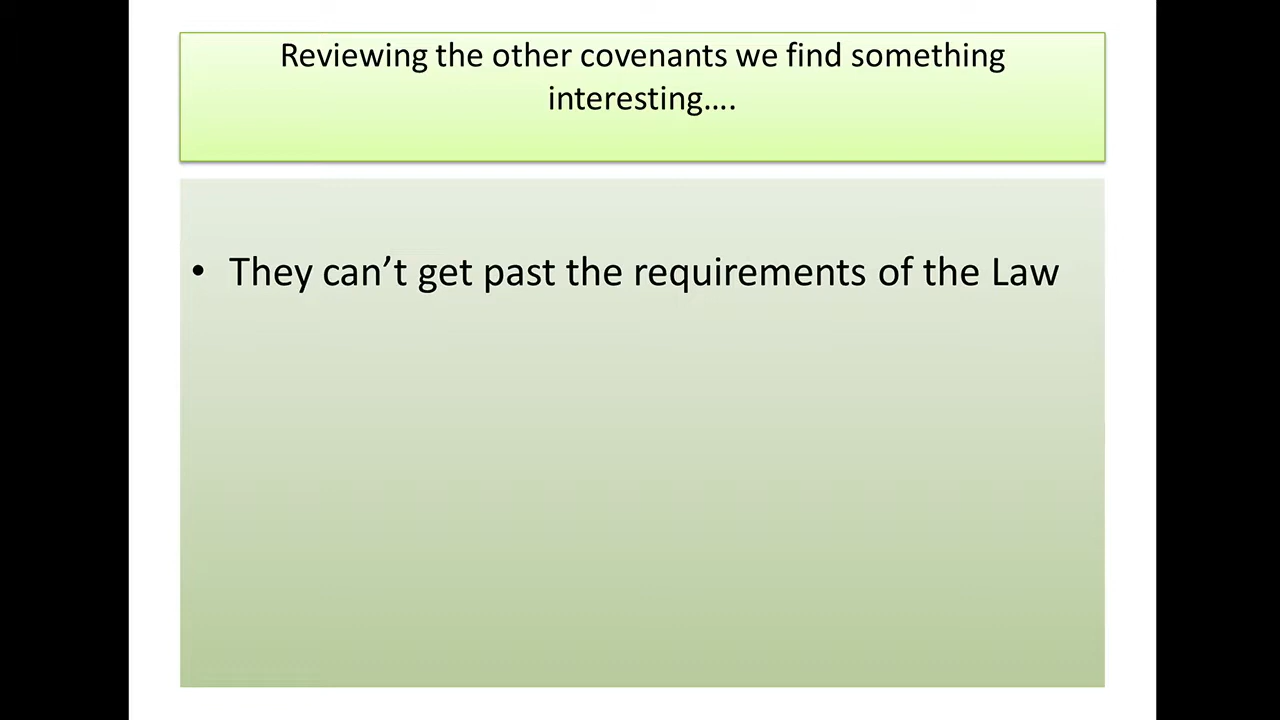 Reviewing the other covenants we find something
interesting....
• They can’t get past the requirements of the Law